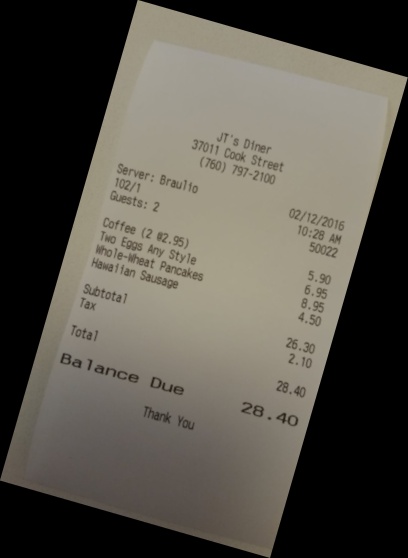 JT's Diner
37011 Cook Street
(760) 797-2100
Server: Braulio 02/12/2016
102/1 10:28 AM
Guests: 2 50022
Coffee (2 @2.95) 5.90
Two Eggs Any Style 6.95
Whole-Wheat Pancakes 8.95
Hawaiian Sausage 4.50
Subtotal 26.30
Tax 2.10
Total 28.40
Balance Due 28.40
Thank You